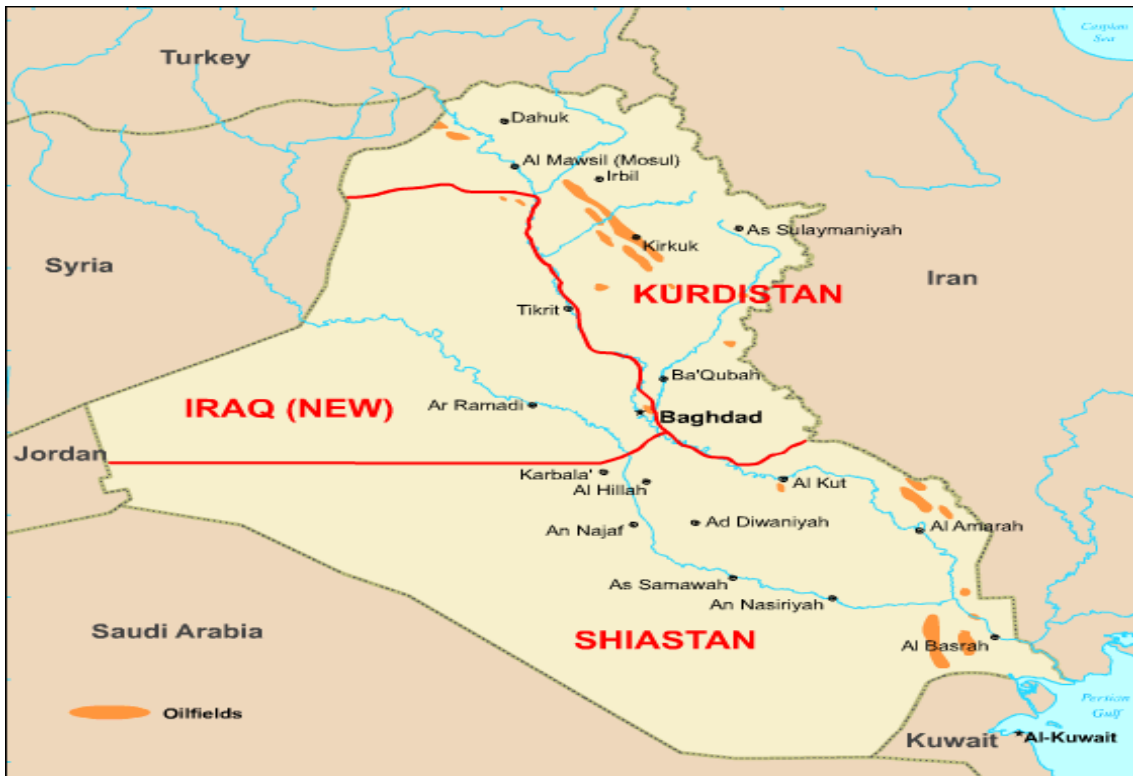 Caspian
Sea
Turkey
Dahuk
Al Mawsil (Mosul)
Irbil
As Sulaymaniyah
Kirkuk
Syria
Iran
KURDISTAN
Tikrit
Ba'Qubah
IRAQ (NEW)
Ar Ramadi
Baghdad
Jordan
Karbala'
Al Hillah
Al Kut
An Najaf
Ad Diwaniyah
Al Amarah
As Samawah
An Nasiriyah
Saudi Arabia
SHIASTAN
Al Basrah
Oilfields
Persian
Gulf
Kuwait
Al-Kuwait